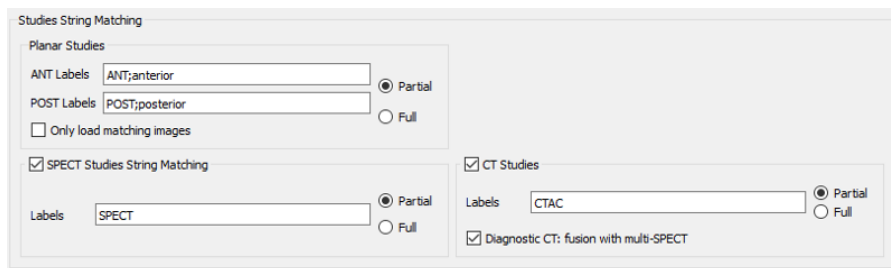 Studies String Matching
Planar Studies
ANT Labels ANT;anterior
Partial
POST Labels POST;posterior
Full
Only load matching images
SPECT Studies String Matching
Labels SPECT
Partial
Full
CT Studies
Labels CTAC
Partial
Full
Diagnostic CT: fusion with multi-SPECT